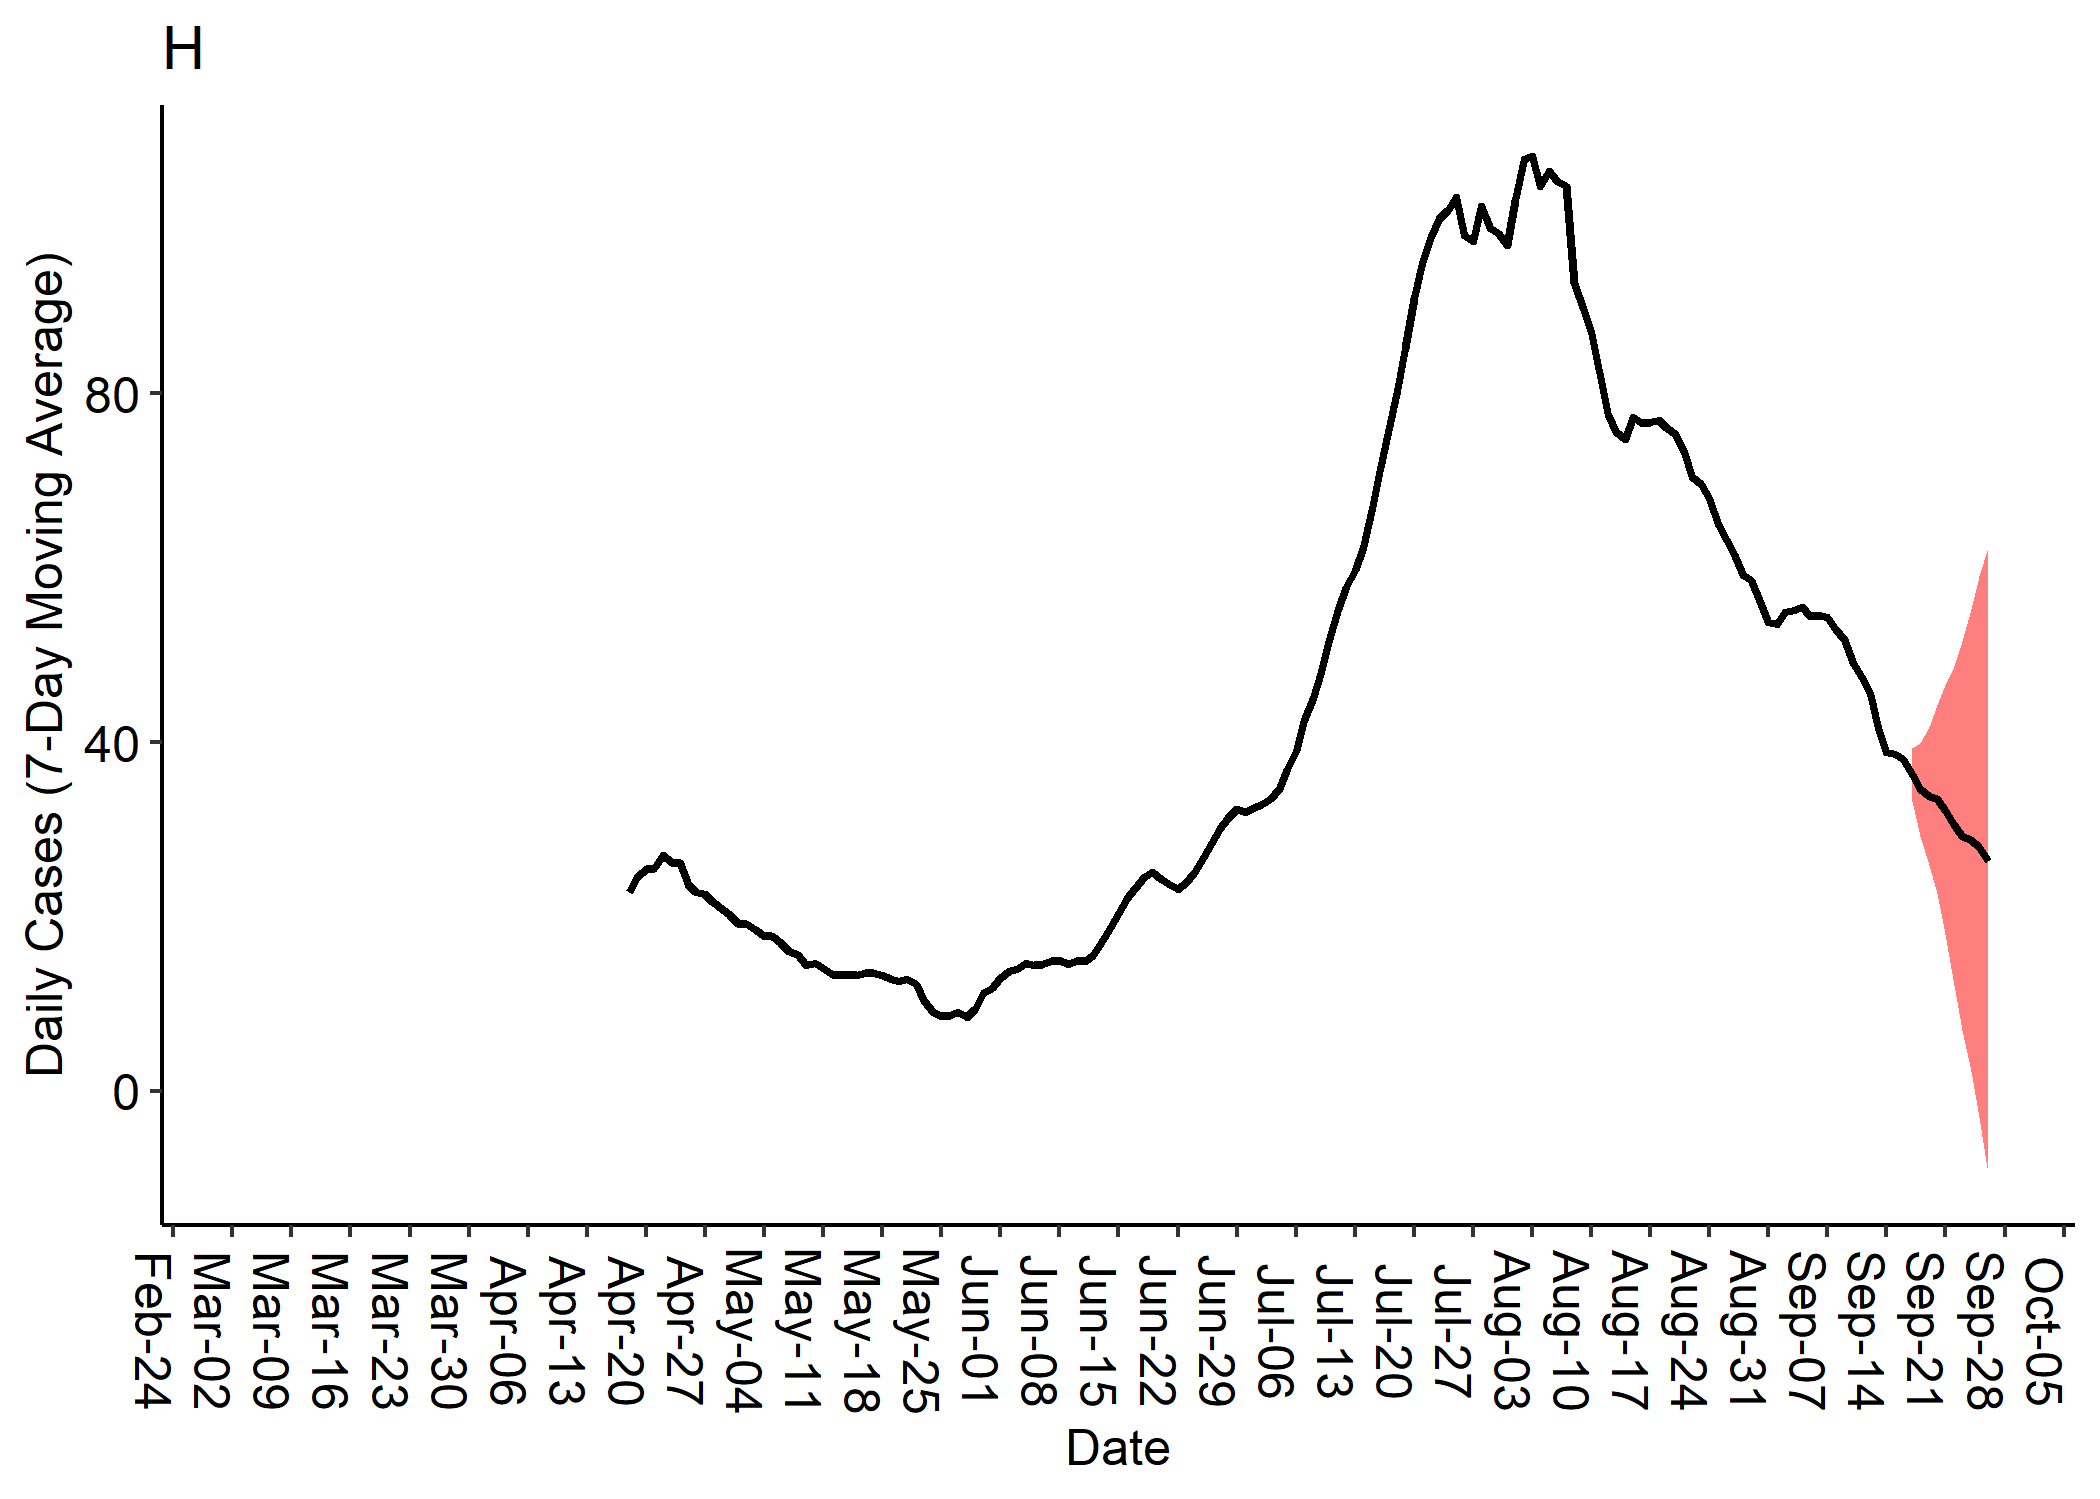 H
Daily Cases (7-Day Moving Average)
80
40
0
Feb-24
Mar-02
Mar-09
Mar-16
Mar-23
Mar-30
Apr-06
Apr-13
Apr-20
Apr-27
May-04
May-11
May-18
May-25
Jun-01
Jun-08
Jun-15
Jun-22
Jun-29
Jul-06
Jul-13
Jul-20
Jul-27
Aug-03
Aug-10
Aug-17
Aug-24
Aug-31
Sep-07
Sep-14
Sep-21
Sep-28
Oct-05
Date